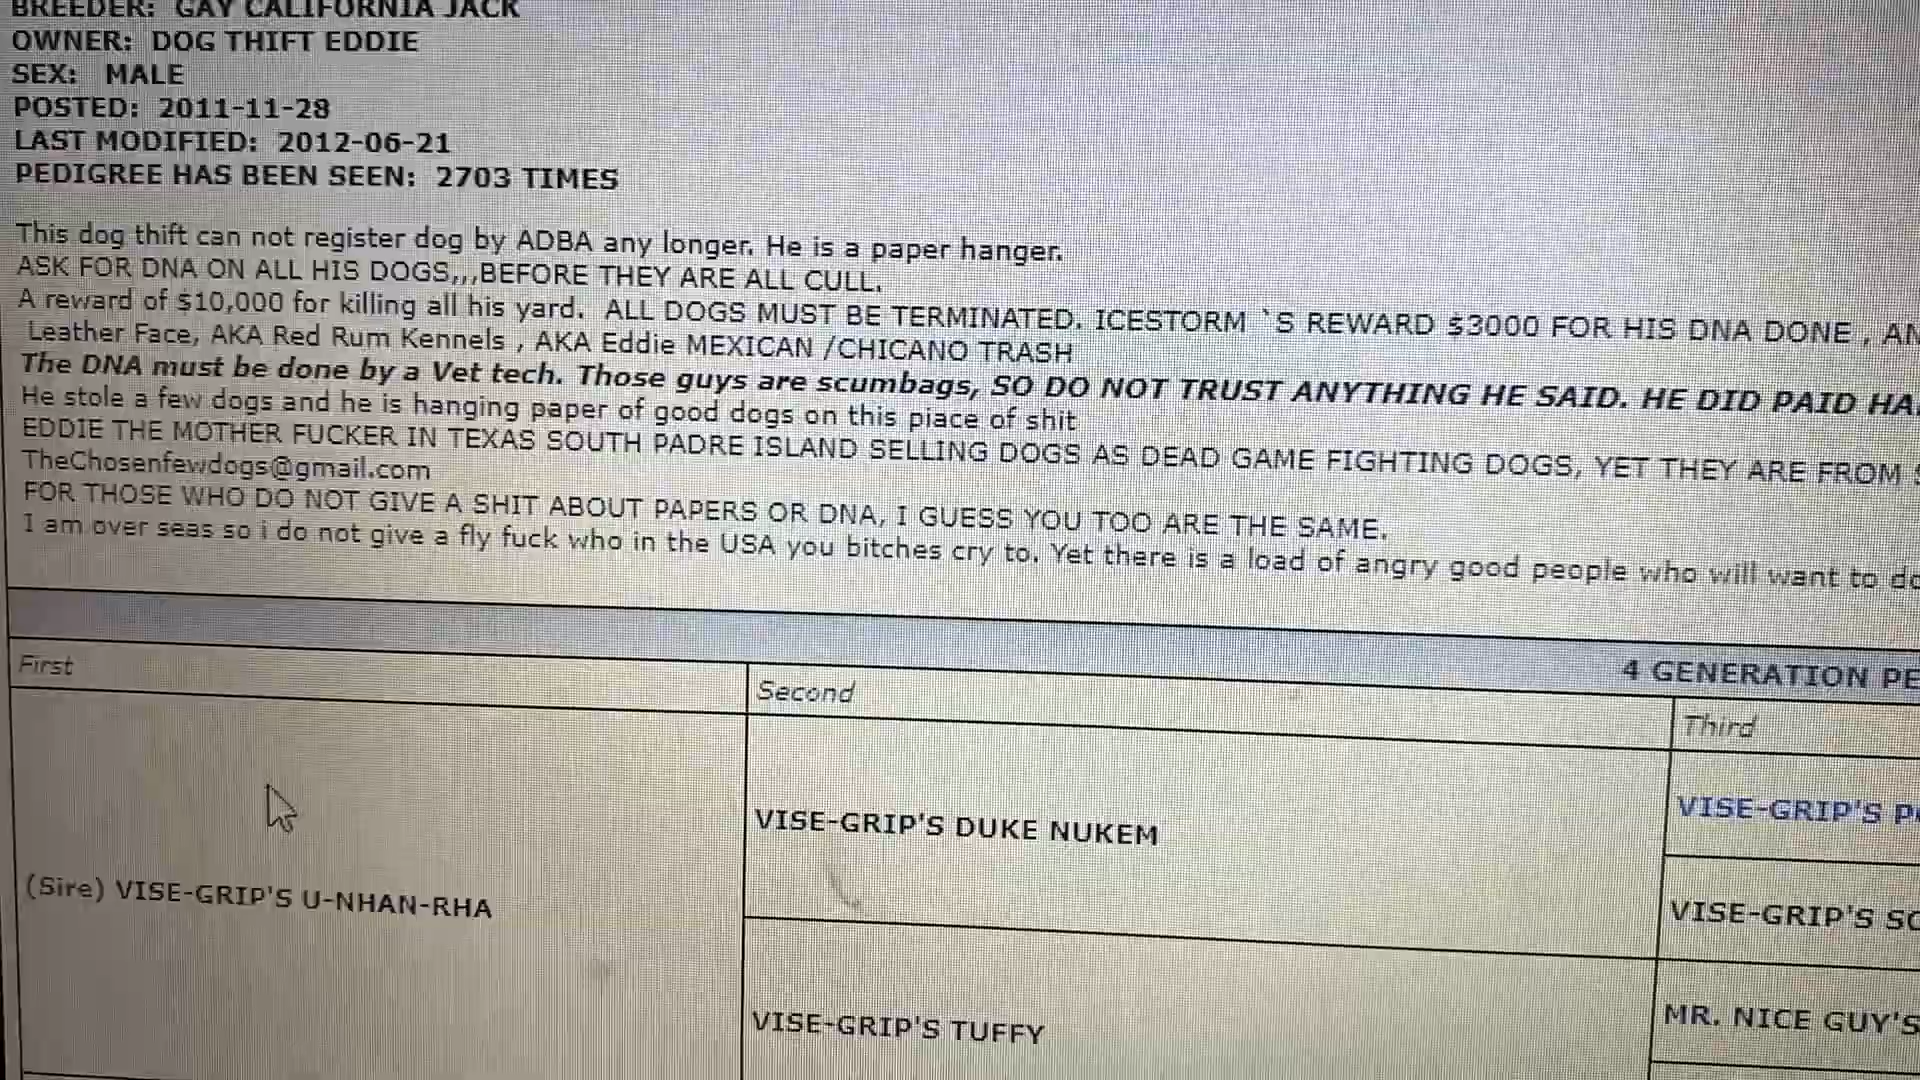 BREEDER: GAY CALIFORNIA JACK
OWNER: DOG THIFT EDDIE
SEX: MALE
POSTED: 2011-11-28
LAST MODIFIED: 2012-06-21
PEDIGREE HAS BEEN SEEN: 2703 TIMES
This dog thift can not register dog by ADBA any longer. He is a paper hanger.
ASK FOR DNA ON ALL HIS DOGS,,,BEFORE THEY ARE ALL CULL.
A reward of $10,000 for killing all his yard. ALL DOGS MUST BE TERMINATED. ICESTORM `S REWARD $3000 FOR HIS DNA DONE , AN
Leather Face, AKA Red Rum Kennels , AKA Eddie MEXICAN /CHICANO TRASH
The DNA must be done by a Vet tech. Those guys are scumbags, SO DO NOT TRUST ANYTHING HE SAID. HE DID PAID HA
He stole a few dogs and he is hanging paper of good dogs on this piace of shit
EDDIE THE MOTHER FUCKER IN TEXAS SOUTH PADRE ISLAND SELLING DOGS AS DEAD GAME FIGHTING DOGS, YET THEY ARE FROM
TheChosenfewdogs@gmail.com
FOR THOSE WHO DO NOT GIVE A SHIT ABOUT PAPERS OR DNA, I GUESS YOU TOO ARE THE SAME.
I am over seas so i do not give a fly fuck who in the USA you bitches cry to. Yet there is a load of angry good people who will want to do
4 GENERATION PE
First
Second
Third
VISE-GRIP'S P
VISE-GRIP'S DUKE NUKEM
(Sire) VISE-GRIP'S U-NHAN-RHA
VISE-GRIP'S SC
VISE-GRIP'S TUFFY
MR. NICE GUY'S